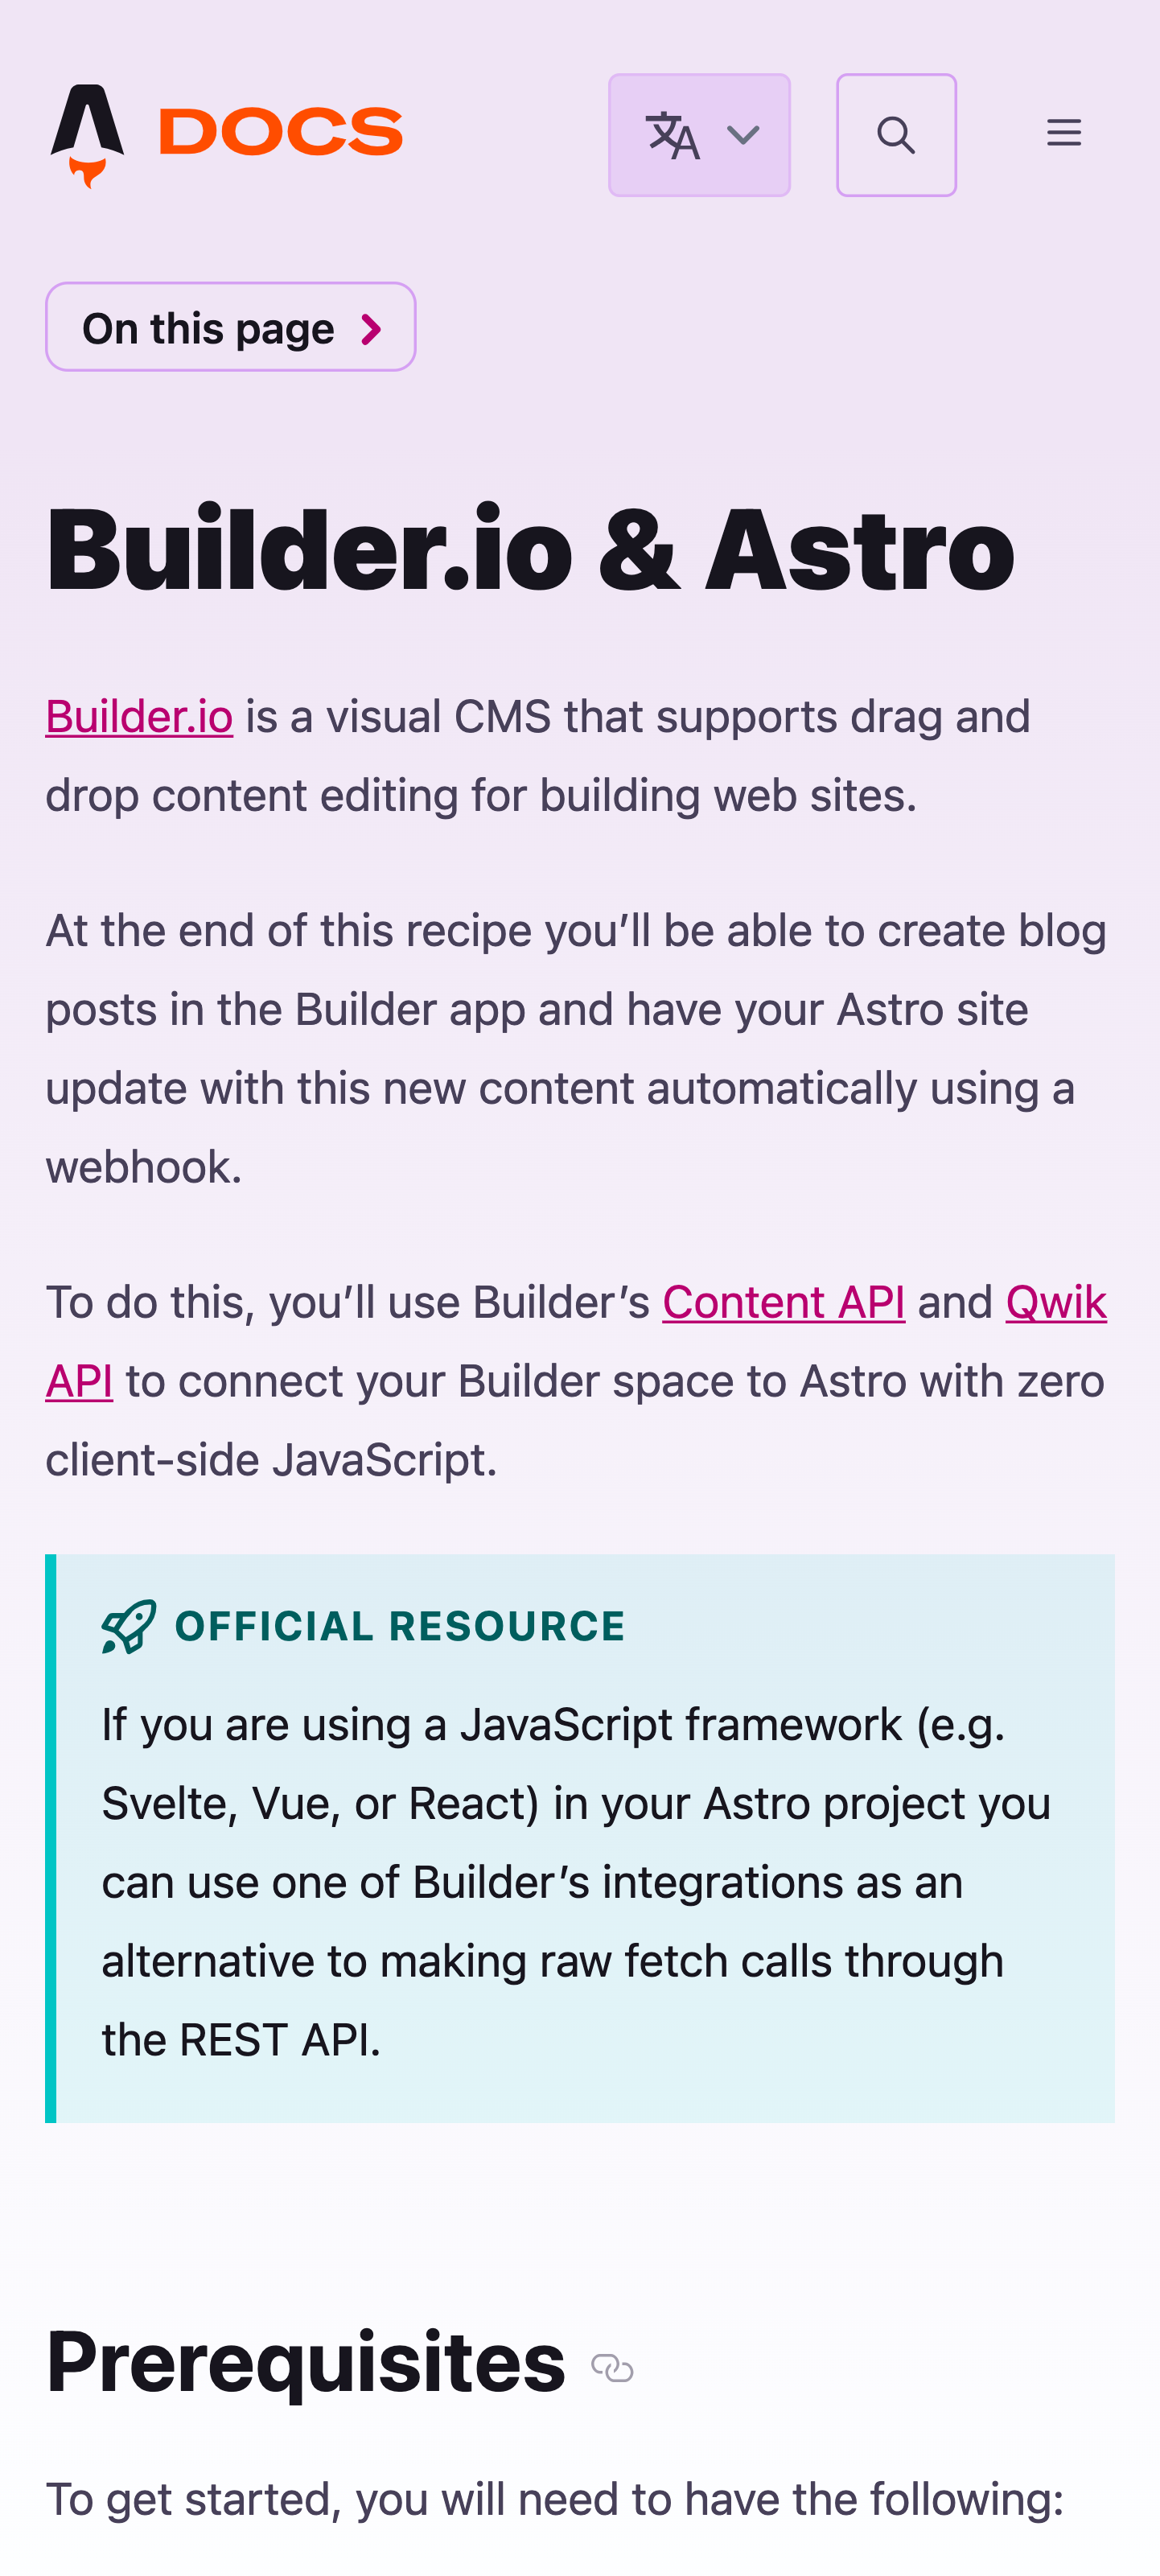 DOCS
On this page
Builder.io & Astro
Builder.io is a visual CMS that supports drag and
drop content editing for building web sites.
At the end of this recipe you’ll be able to create blog
posts in the Builder app and have your Astro site
update with this new content automatically using a
webhook.
To do this, you’ll use Builder’s Content API and Qwik
API to connect your Builder space to Astro with zero
client-side JavaScript.
OFFICIAL RESOURCE
If you are using a JavaScript framework (e.g.
Svelte, Vue, or React) in your Astro project you
can use one of Builder’s integrations as an
alternative to making raw fetch calls through
the REST API.
Prerequisites
To get started, you will need to have the following: